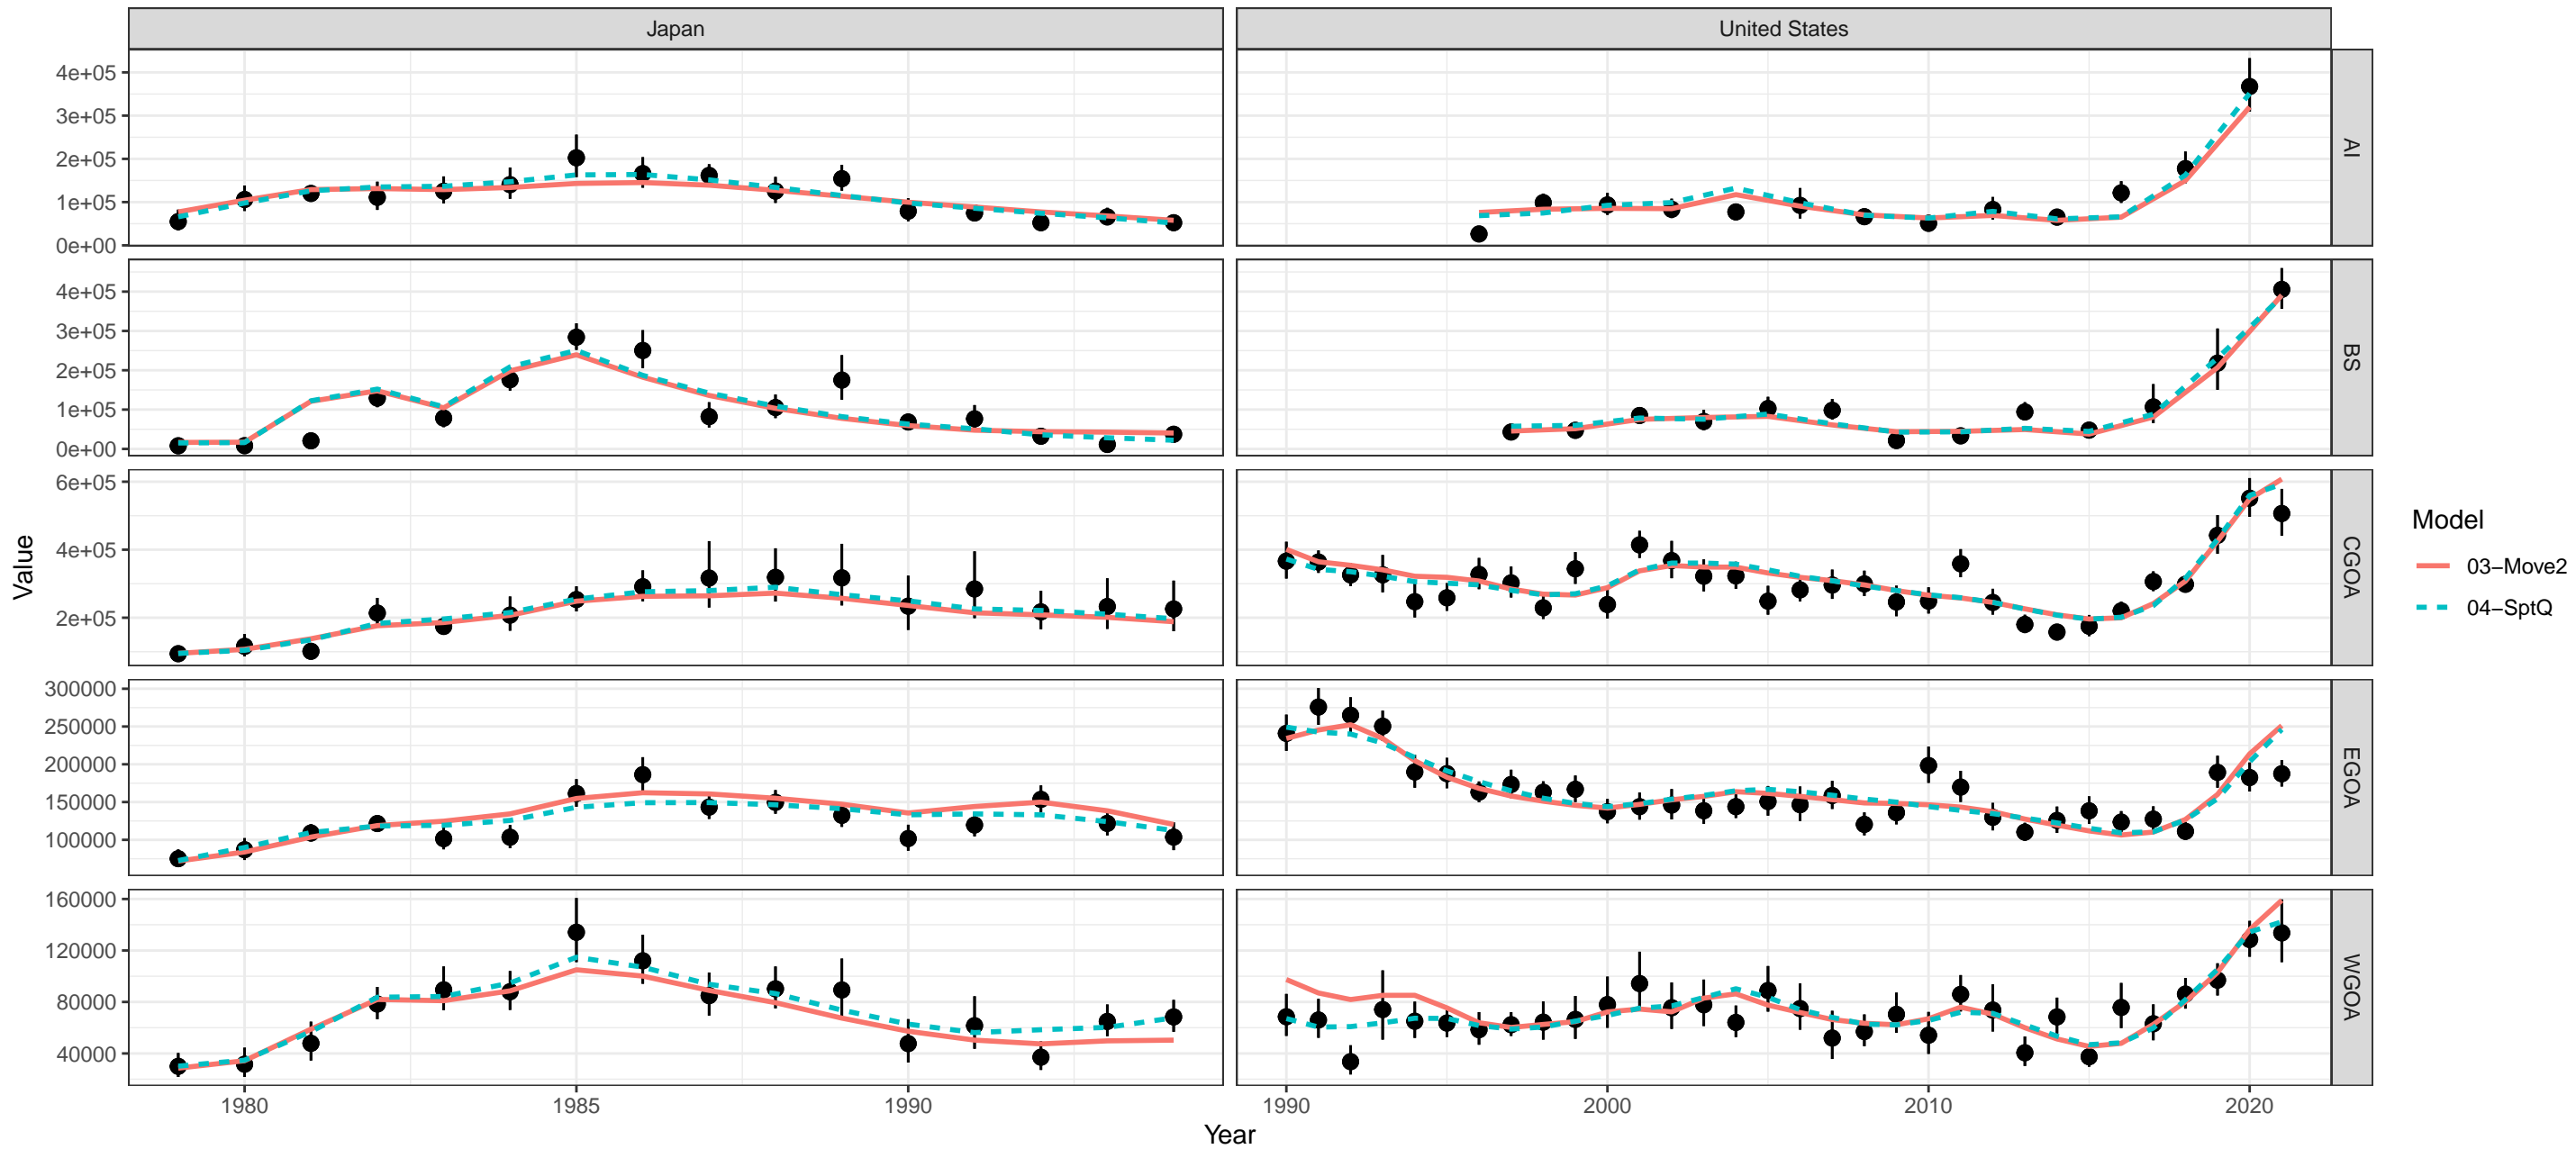 Japan
United States
4e+05
3e+05
2e+05
1e+05
0e+00
AI
4e+05
3e+05
2e+05
1e+05
0e+00
BS
6e+05
4e+05
2e+05
CGOA
300000
250000
200000
150000
100000
EGOA
160000
120000
80000
40000
WGOA
Value
1980
1985
1990
1990
2000
2010
2020
Year
Model
03−Move2
04−SptQ